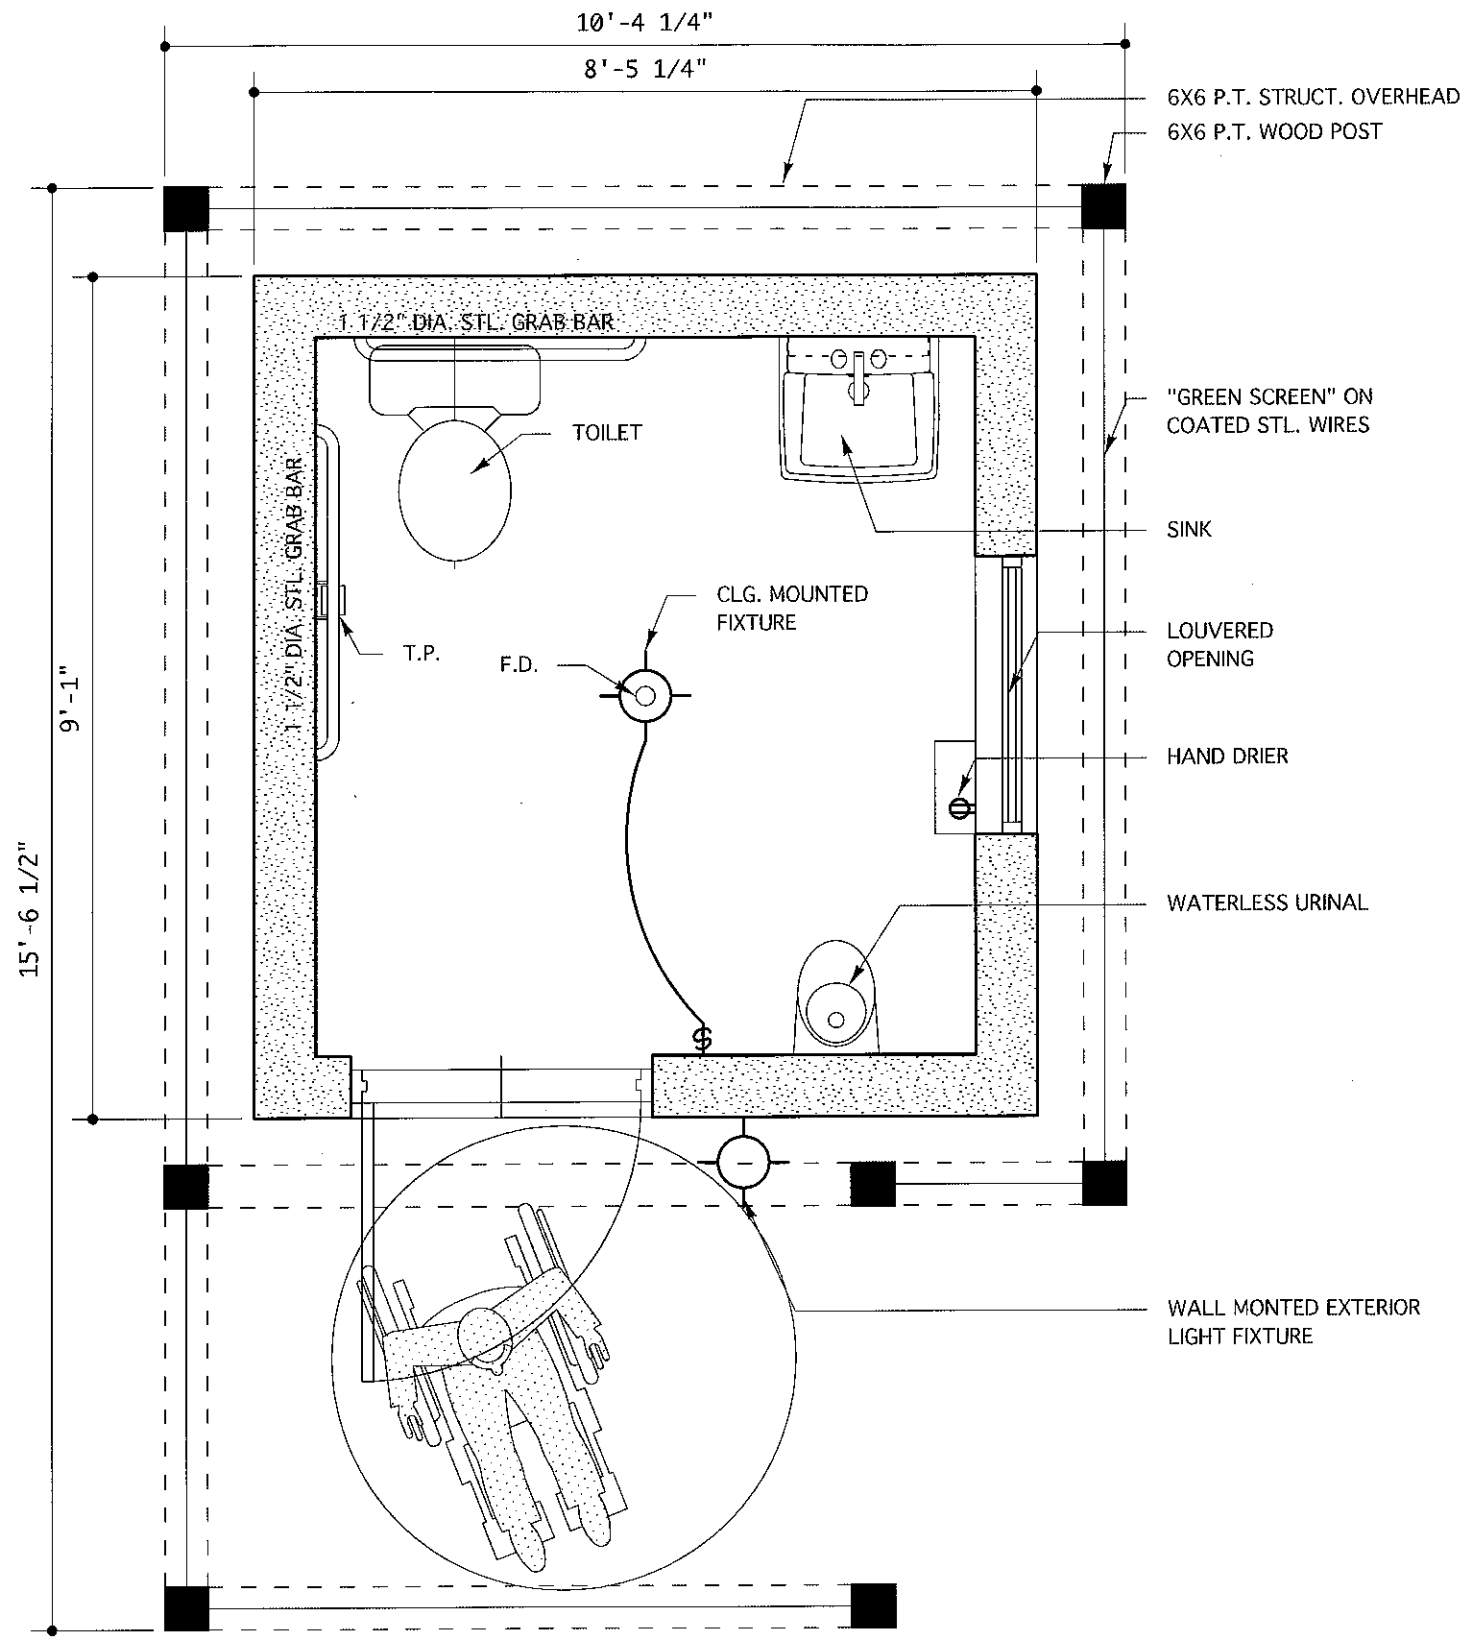 10'-4 1/4"
8'-5 1/4"
6X6 P.T. STRUCT. OVERHEAD
6X6 P.T. WOOD POST
1 1/2" DIA. STL. GRAB BAR
"GREEN SCREEN" ON
COATED STL. WIRES
TOILET
1 1/2" DIA. STL. GRAB BAR
SINK
CLG. MOUNTED
FIXTURE
LOUVERED
OPENING
T.P.
F.D.
9'-1"
HAND DRIER
15'-6 1/2"
WATERLESS URINAL
$
WALL MONTED EXTERIOR
LIGHT FIXTURE